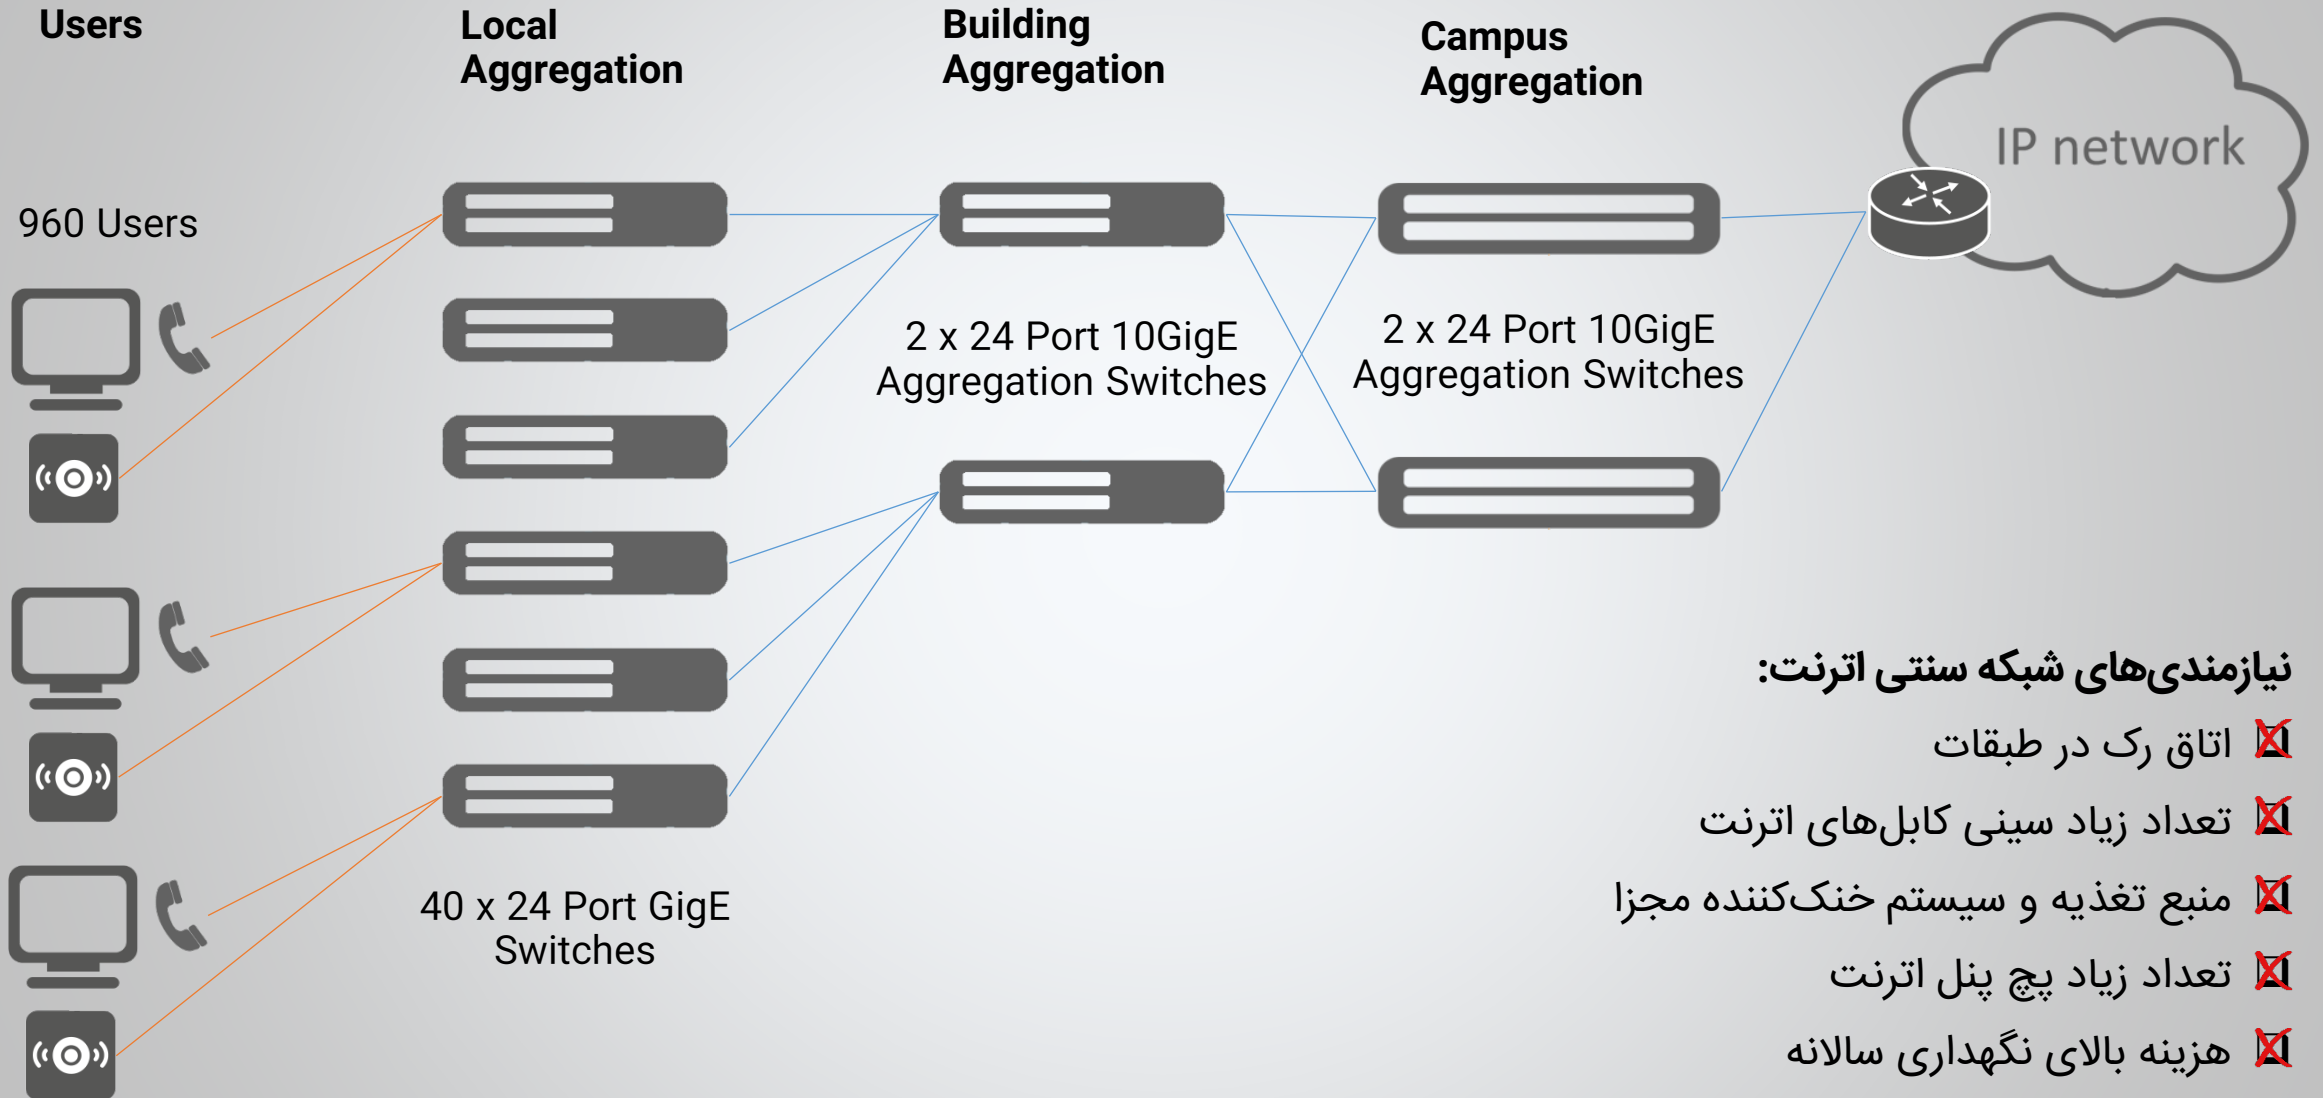 Users
Local
Aggregation
Building
Aggregation
Campus
Aggregation
IP network
960 Users
2 x 24 Port 10GigE
Aggregation Switches
2 x 24 Port 10GigE
Aggregation Switches
40 x 24 Port GigE
Switches
نیازمندی‌های شبکه سنتی اترنت:
اتاق رک در طبقات
تعداد زیاد سینی کابل‌های اترنت
منبع تغذیه و سیستم خنک‌کننده مجزا
تعداد زیاد پچ پنل اترنت
هزینه بالای نگهداری سالانه